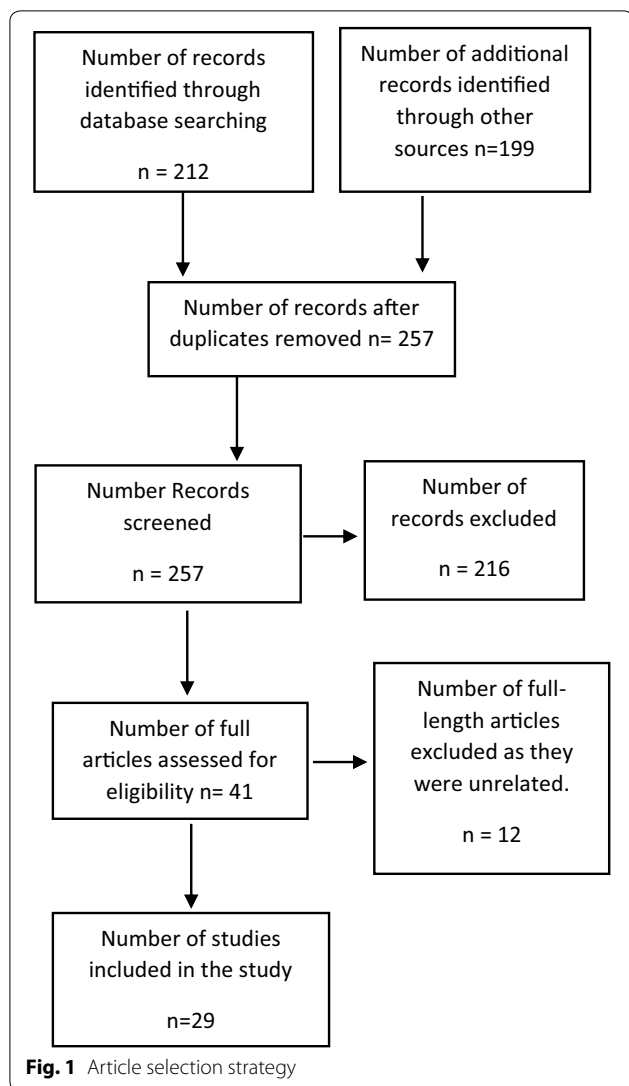 Number of records
identified through
database searching
n = 212
Number of additional
records identified
through other
sources n=199
Number of records after
duplicates removed n= 257
Number Records
screened
n = 257
Number of
records excluded
n = 216
Number of full
articles assessed for
eligibility n= 41
Number of full-
length articles
excluded as they
were unrelated.
n = 12
Number of studies
included in the study
n=29
Fig. 1 Article selection strategy